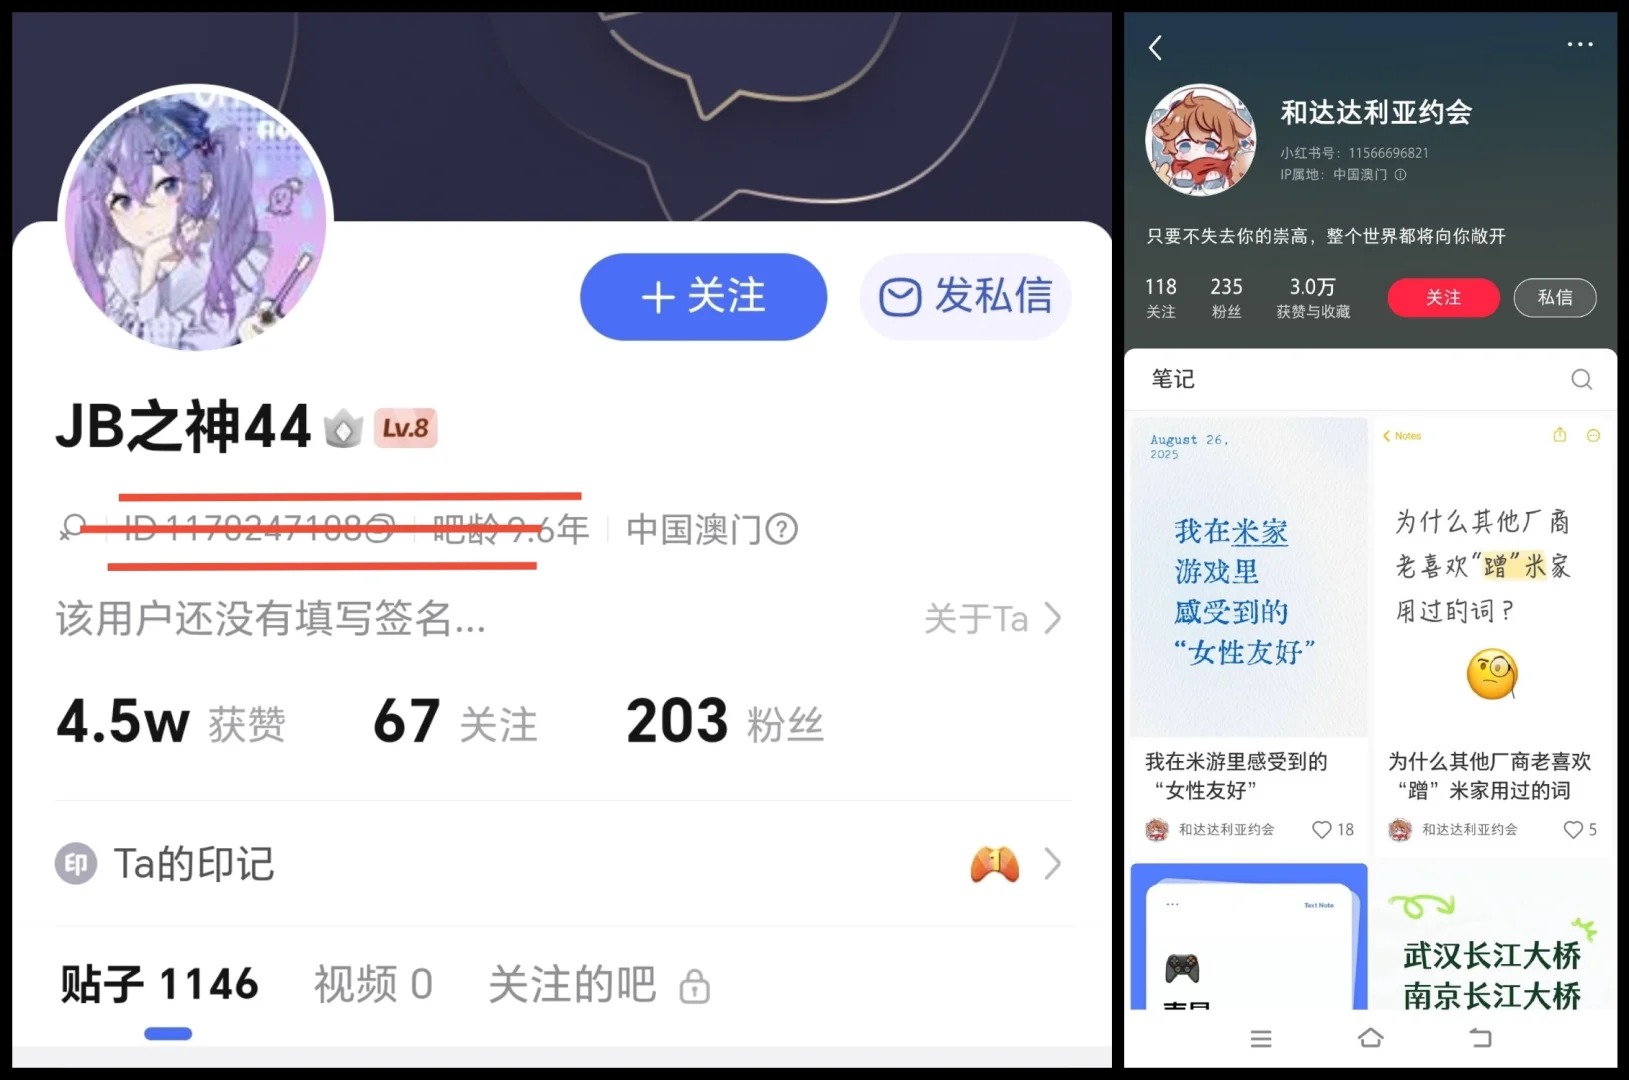 + 关注
发私信
JB之神44
Lv.8
ID 1170247108
吧龄 9.6年
中国澳门
该用户还没有填写签名...
关于Ta
4.5w 获赞
67 关注
203 粉丝
印 Ta的印记
贴子 1146
视频 0
关注的吧
和达达利亚约会
小红书号：11566696821
IP属地：中国澳门
只要不失去你的崇高，整个世界都将向你敞开
118
关注
235
粉丝
3.0万
获赞与收藏
关注
私信
笔记
August 26,
2025
我在米家
游戏里
感受到的
“女性友好”
我在米游里感受到的
“女性友好”
和达达利亚约会
18
Notes
为什么其他厂商
老喜欢“蹭”米家
用过的词？
为什么其他厂商老喜欢
“蹭”米家用过的词
和达达利亚约会
5
Text Note
武汉长江大桥
南京长江大桥